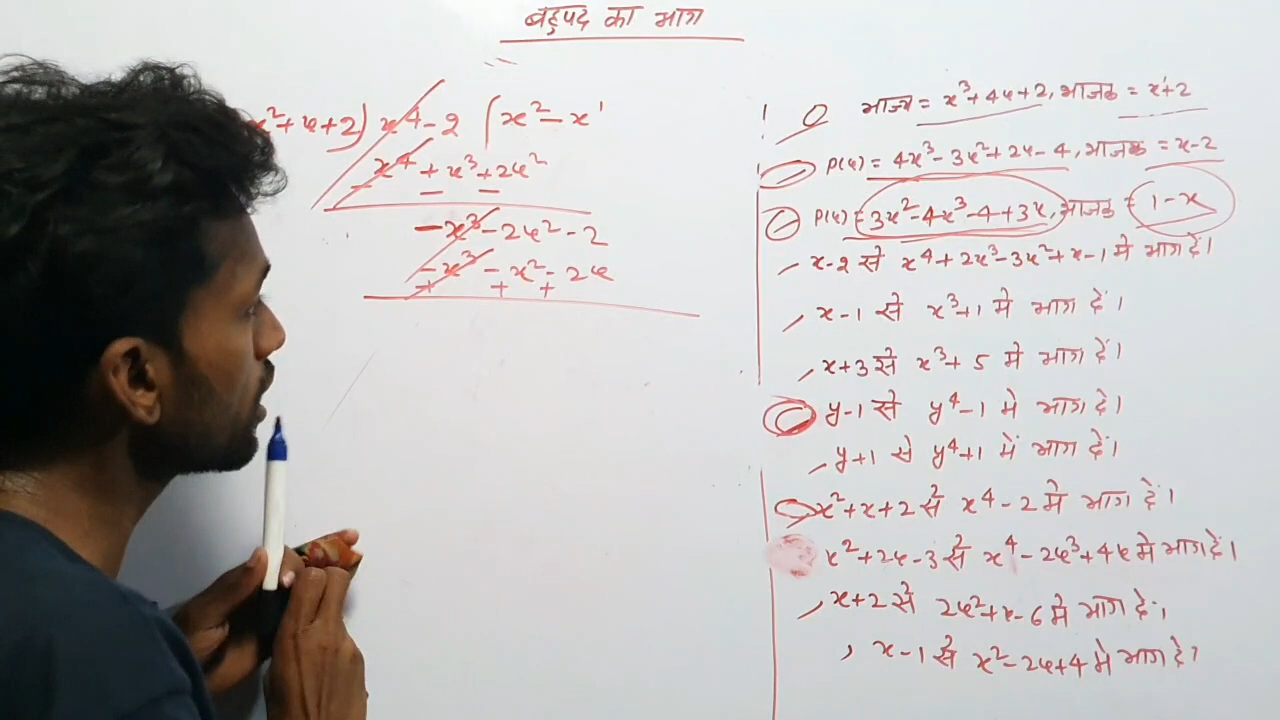 बहुपद का भाग
x²+x+2) x⁴-2 (x²-x
x⁴+x³+2x²
- - -
-x³-2x²-2
-x³-x²-2x
+ + +
भाज्य = x³+4x+2, भाजक = x+2
P(x) = 4x³-3x²+2x-4, भाजक = x-2
P(x) = 3x²-4x³-4+3x, भाजक = 1-x
x-2 से x⁴+2x³-3x²+x-1 मे भाग दें।
x-1 से x³+1 मे भाग दें।
x+3 से x³+5 मे भाग दें।
y-1 से y⁴-1 मे भाग दें।
y+1 से y⁴+1 में भाग दें।
x²+x+2 से x⁴-2 मे भाग दें।
x²+2x-3 से x⁴-2x³+4x मे भाग दें।
x+2 से 2x²+x-6 मे भाग दें।
x-1 से x²-2x+4 मे भाग दें।